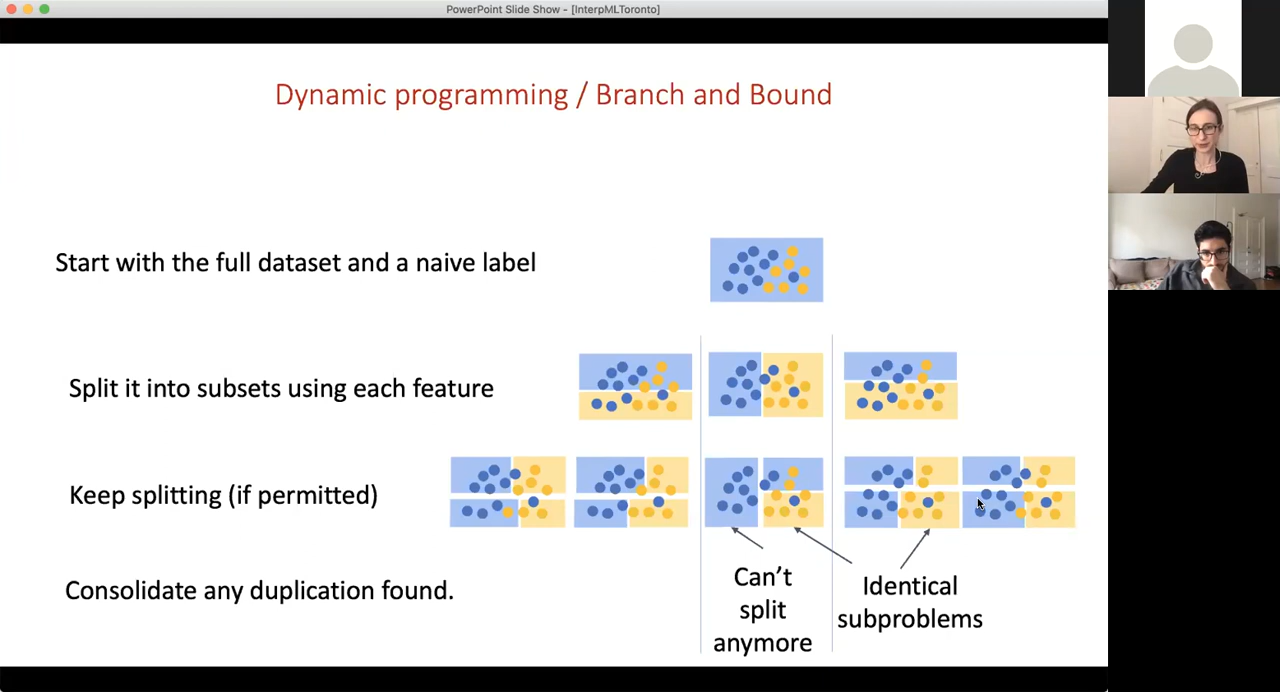 PowerPoint Slide Show - [InterpMLToronto]
Dynamic programming / Branch and Bound
Start with the full dataset and a naive label
Split it into subsets using each feature
Keep splitting (if permitted)
Consolidate any duplication found.
Can’t
split
anymore
Identical
subproblems